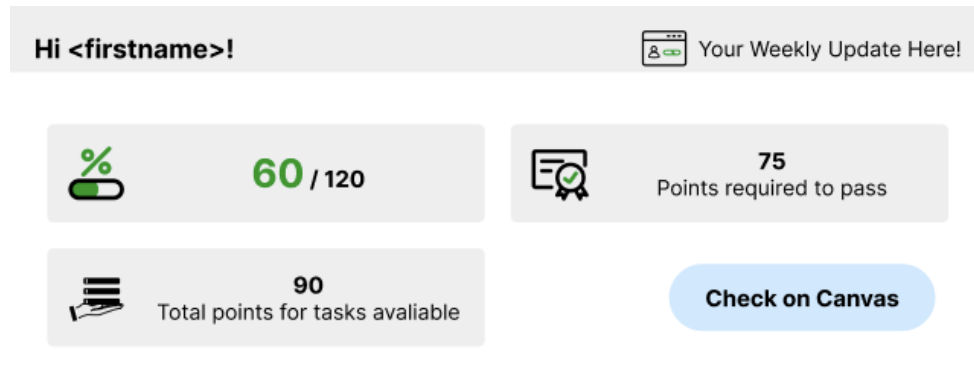 Hi <firstname>!
Your Weekly Update Here!
%
60 / 120
75
Points required to pass
90
Total points for tasks avaliable
Check on Canvas